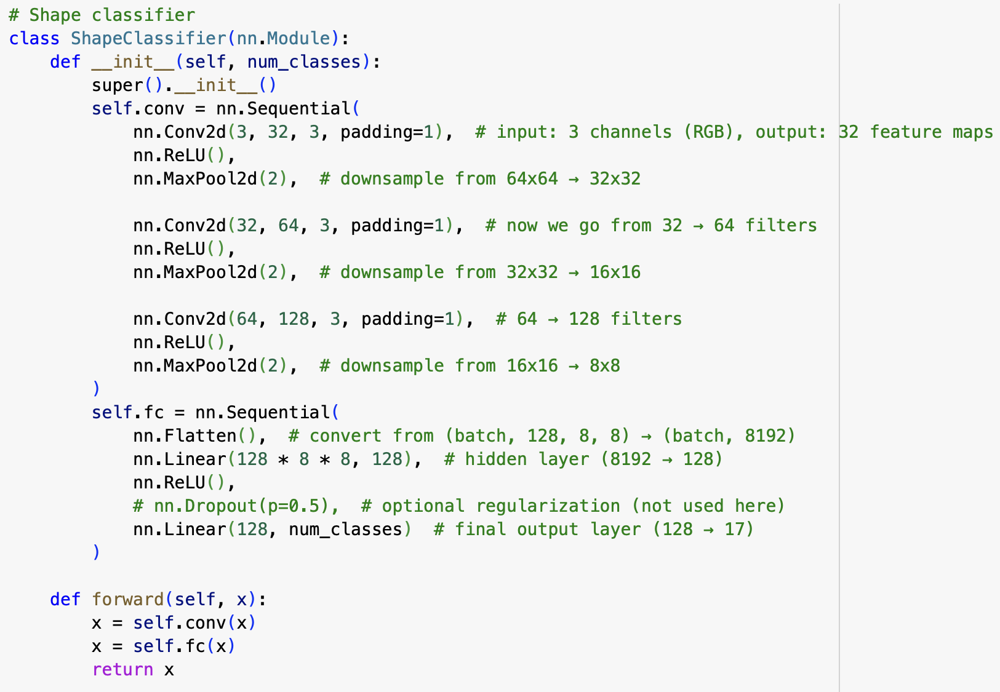 # Shape classifier
class ShapeClassifier(nn.Module):
    def __init__(self, num_classes):
        super().__init__()
        self.conv = nn.Sequential(
            nn.Conv2d(3, 32, 3, padding=1),  # input: 3 channels (RGB), output: 32 feature maps
            nn.ReLU(),
            nn.MaxPool2d(2),  # downsample from 64x64 → 32x32

            nn.Conv2d(32, 64, 3, padding=1),  # now we go from 32 → 64 filters
            nn.ReLU(),
            nn.MaxPool2d(2),  # downsample from 32x32 → 16x16

            nn.Conv2d(64, 128, 3, padding=1),  # 64 → 128 filters
            nn.ReLU(),
            nn.MaxPool2d(2),  # downsample from 16x16 → 8x8
        )
        self.fc = nn.Sequential(
            nn.Flatten(),  # convert from (batch, 128, 8, 8) → (batch, 8192)
            nn.Linear(128 * 8 * 8, 128),  # hidden layer (8192 → 128)
            nn.ReLU(),
            # nn.Dropout(p=0.5),  # optional regularization (not used here)
            nn.Linear(128, num_classes)  # final output layer (128 → 17)
        )

    def forward(self, x):
        x = self.conv(x)
        x = self.fc(x)
        return x